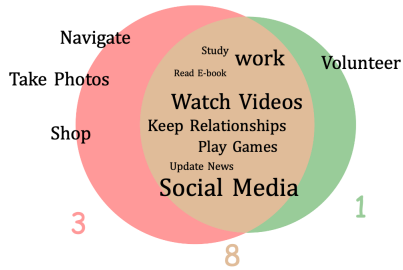 Navigate
Take Photos
Shop
Study
work
Read E-book
Watch Videos
Keep Relationships
Play Games
Update News
Social Media
Volunteer
3
8
1